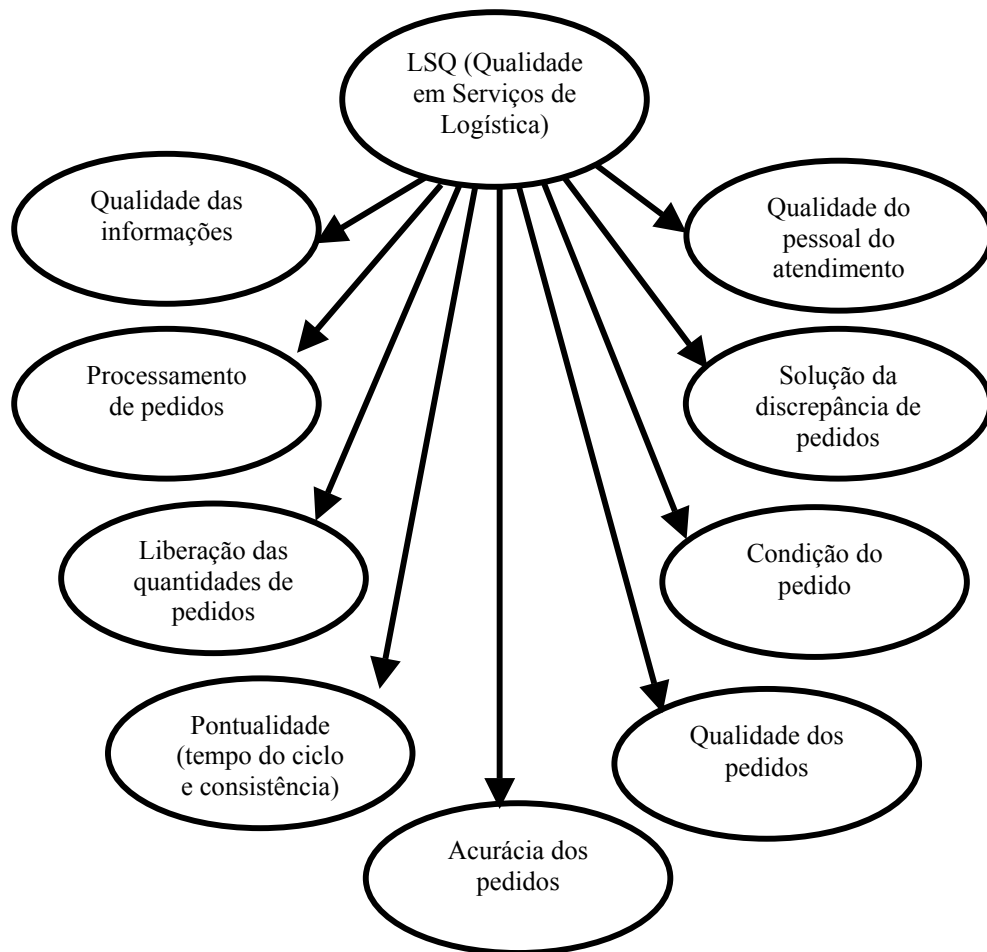 LSQ (Qualidade
em Serviços de
Logística)
Qualidade das
informações
Qualidade do
pessoal do
atendimento
Processamento
de pedidos
Solução da
discrepância de
pedidos
Liberação das
quantidades de
pedidos
Condição do
pedido
Pontualidade
(tempo do ciclo
e consistência)
Qualidade dos
pedidos
Acurácia dos
pedidos